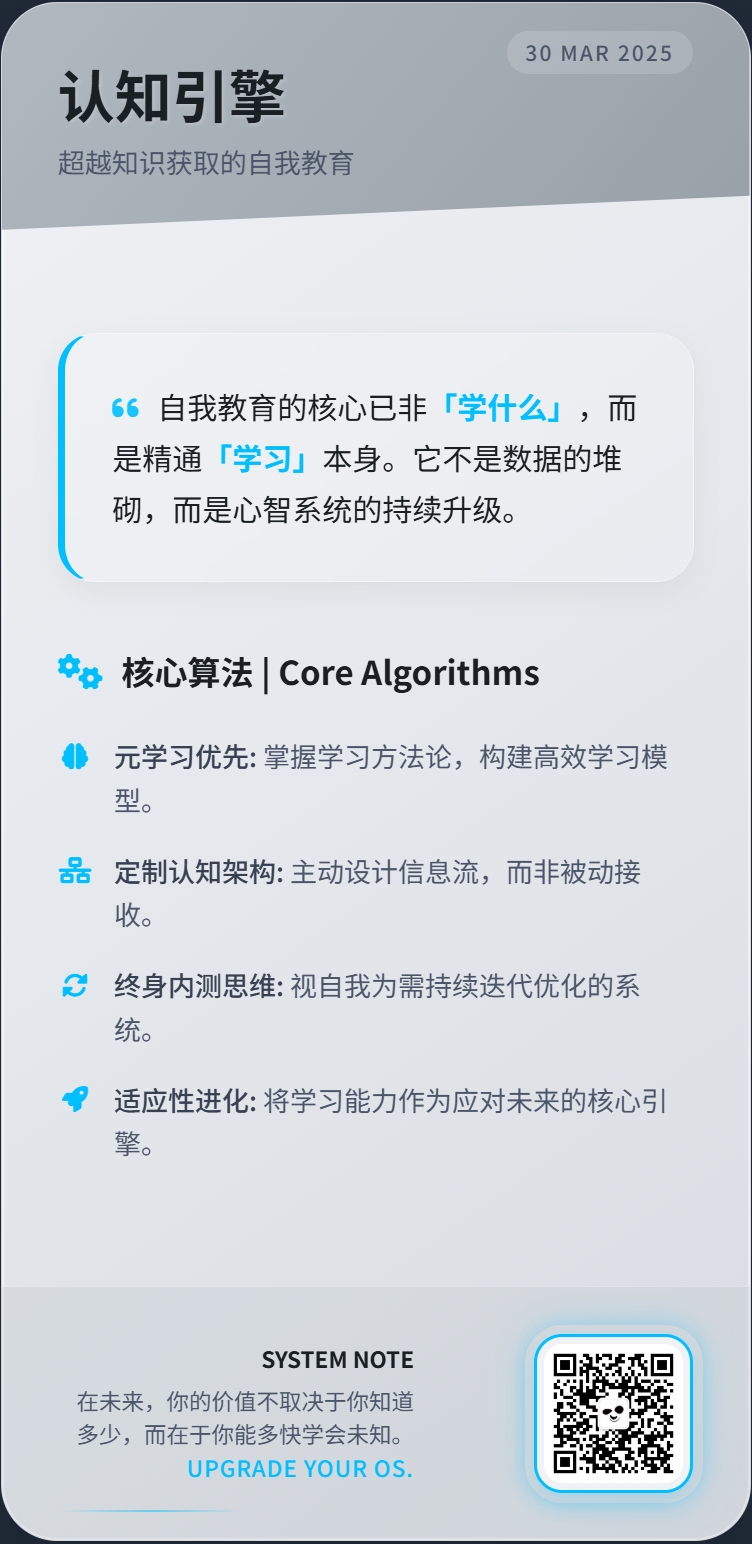 30 MAR 2025
认知引擎
超越知识获取的自我教育
“ 自我教育的核心已非「学什么」，而
是精通「学习」本身。它不是数据的堆
砌，而是心智系统的持续升级。
核心算法 | Core Algorithms
元学习优先: 掌握学习方法论，构建高效学习模
型。
定制认知架构: 主动设计信息流，而非被动接
收。
终身内测思维: 视自我为需持续迭代优化的系
统。
适应性进化: 将学习能力作为应对未来的核心引
擎。
SYSTEM NOTE
在未来，你的价值不取决于你知道
多少，而在于你能多快学会未知。
UPGRADE YOUR OS.